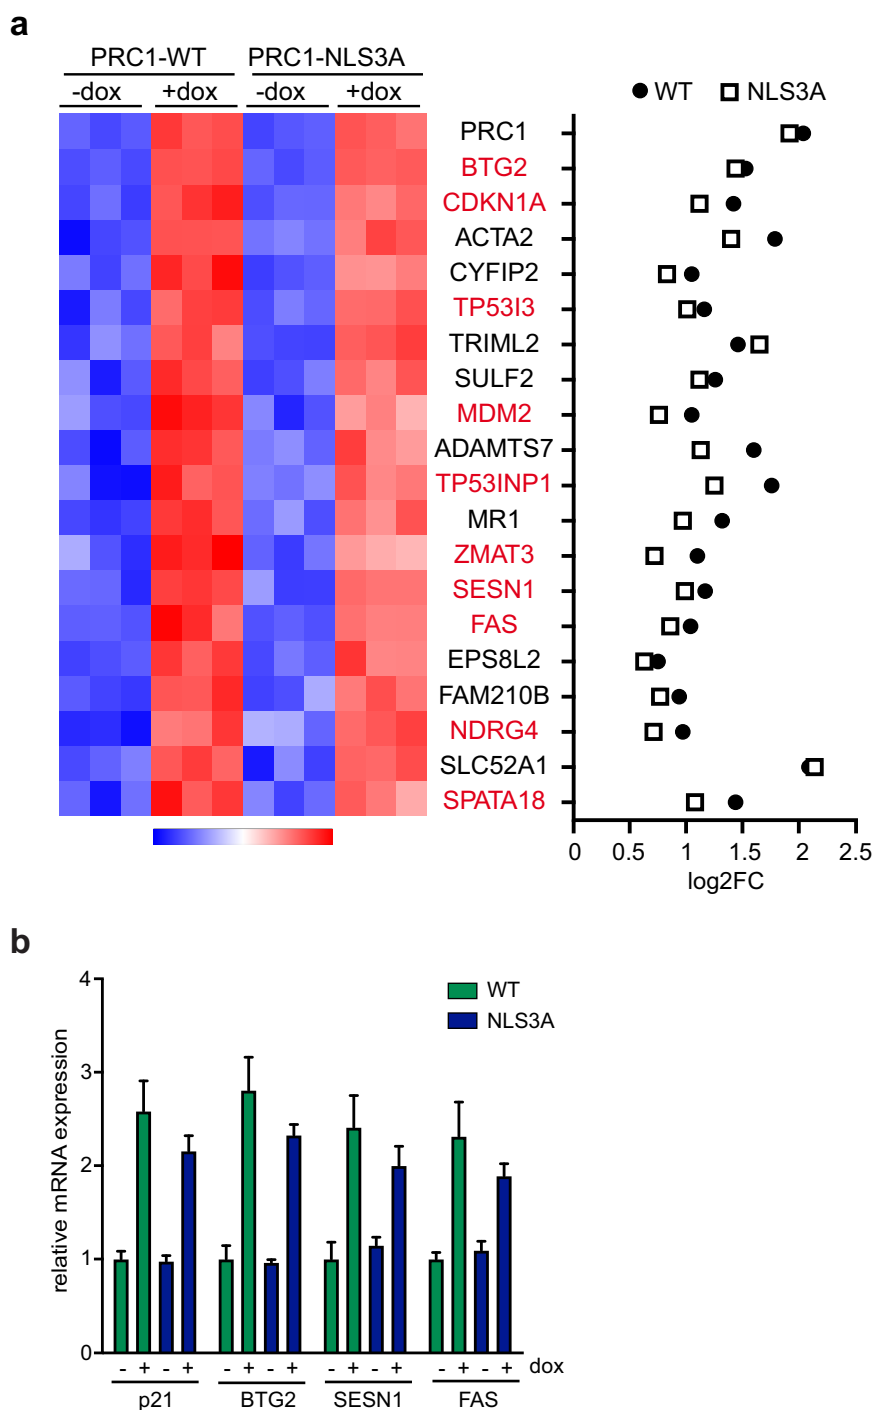 a
PRC1-WT PRC1-NLS3A
-dox +dox -dox +dox
WT NLS3A
PRC1
BTG2
CDKN1A
ACTA2
CYFIP2
TP53I3
TRIML2
SULF2
MDM2
ADAMTS7
TP53INP1
MR1
ZMAT3
SESN1
FAS
EPS8L2
FAM210B
NDRG4
SLC52A1
SPATA18
0 0.5 1 1.5 2 2.5
log2FC
b
relative mRNA expression
4
3
2
1
0
WT
NLS3A
- + - + - + - + - + - + - + - + dox
p21 BTG2 SESN1 FAS